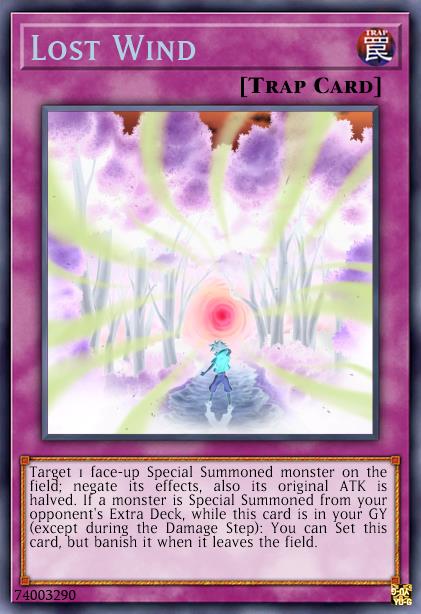 Lost Wind
TRAP
罠
[Trap Card]
Target 1 face-up Special Summoned monster on the
field; negate its effects, also its original ATK is
halved. If a monster is Special Summoned from your
opponent's Extra Deck, while this card is in your GY
(except during the Damage Step): You can Set this
card, but banish it when it leaves the field.
74003290